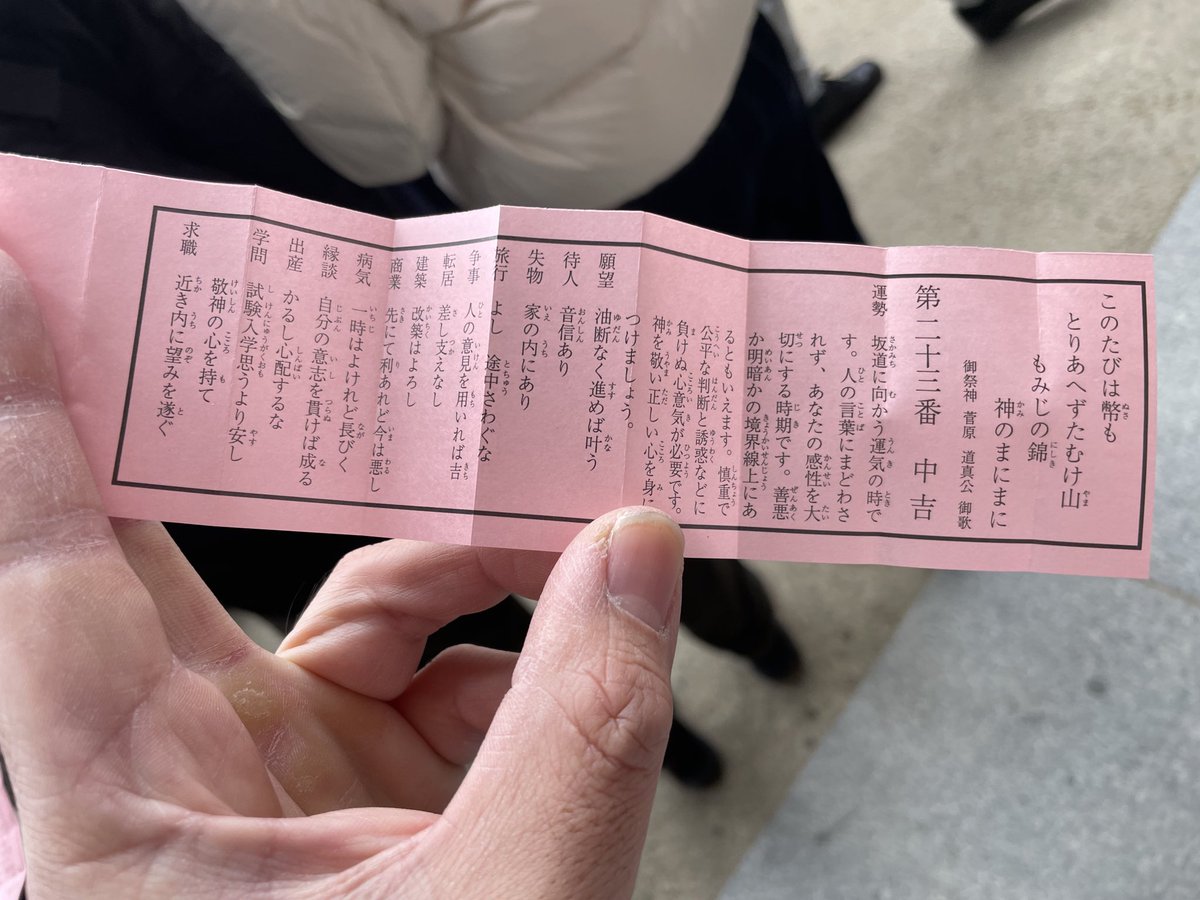 このたびは幣も
とりあへずたむけ山
もみじの錦
神のまにまに
御祭神 菅原 道真公 御歌
第二十三番 中吉
運勢 坂道に向かう運気の時で
す。人の言葉にまどわさ
れず、あなたの感性を大
切にする時期です。善悪
か明暗かの境界線上にあ
るともいえます。慎重で
公平な判断と誘惑などに
負けぬ心意気が必要です。
神を敬い正しい心を身に
つけましょう。
願望 油断なく進めば叶う
待人 音信あり
失物 家の内にあり
旅行 よし 途中さわぐな
争事 人の意見を用いれば吉
転居 差し支えなし
建築 改築はよろし
商業 先にて利あれど今は悪し
病気 一時はよけれど長びく
縁談 自分の意志を貫けば成る
出産 かるし心配するな
学問 試験入学思うより安し
敬神の心を持て
求職 近き内に望みを遂ぐ